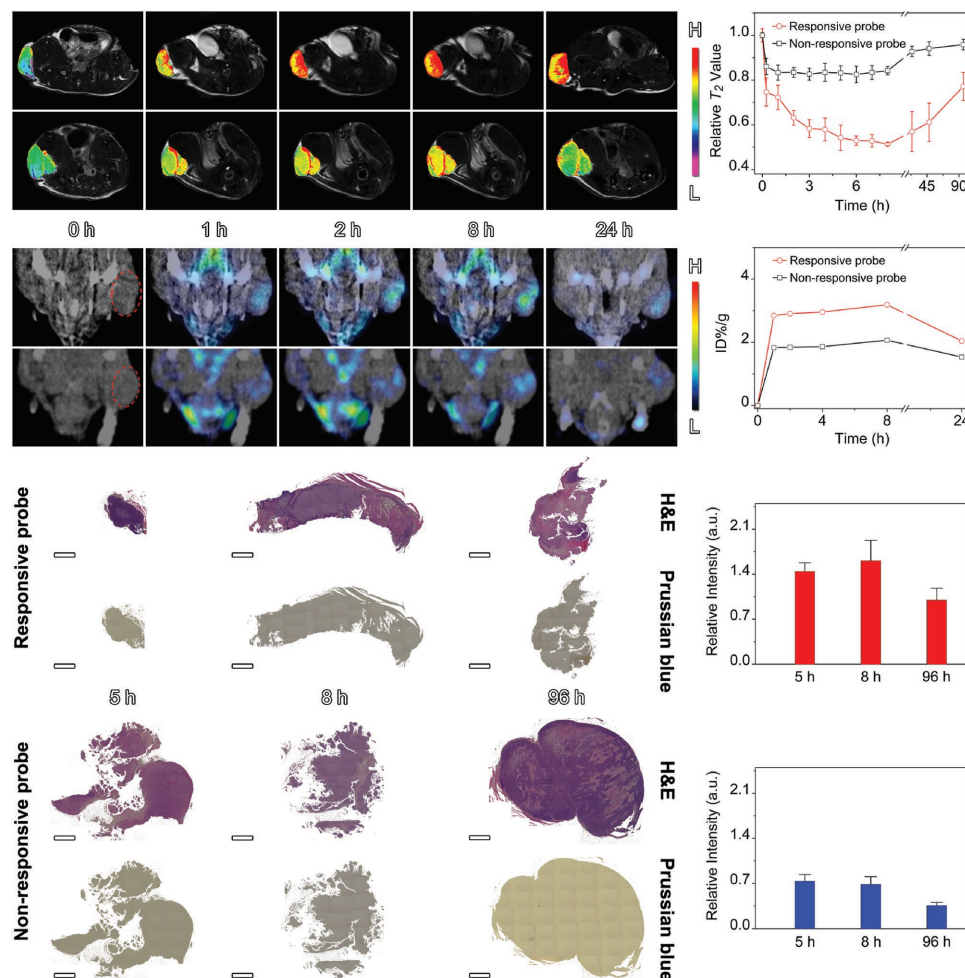 H
L
Relative T₂ Value
1.0
0.8
0.6
0.4
Responsive probe
Non-responsive probe
0 3 6 45 90
Time (h)
0 h 1 h 2 h 8 h 24 h
H
L
ID%/g
4
2
0
Responsive probe
Non-responsive probe
0 4 8 24
Time (h)
Responsive probe
H&E
Prussian blue
Relative Intensity (a.u.)
2.1
1.4
0.7
0.0
5 h 8 h 96 h
5 h 8 h 96 h
Non-responsive probe
H&E
Prussian blue
Relative Intensity (a.u.)
2.1
1.4
0.7
0.0
5 h 8 h 96 h